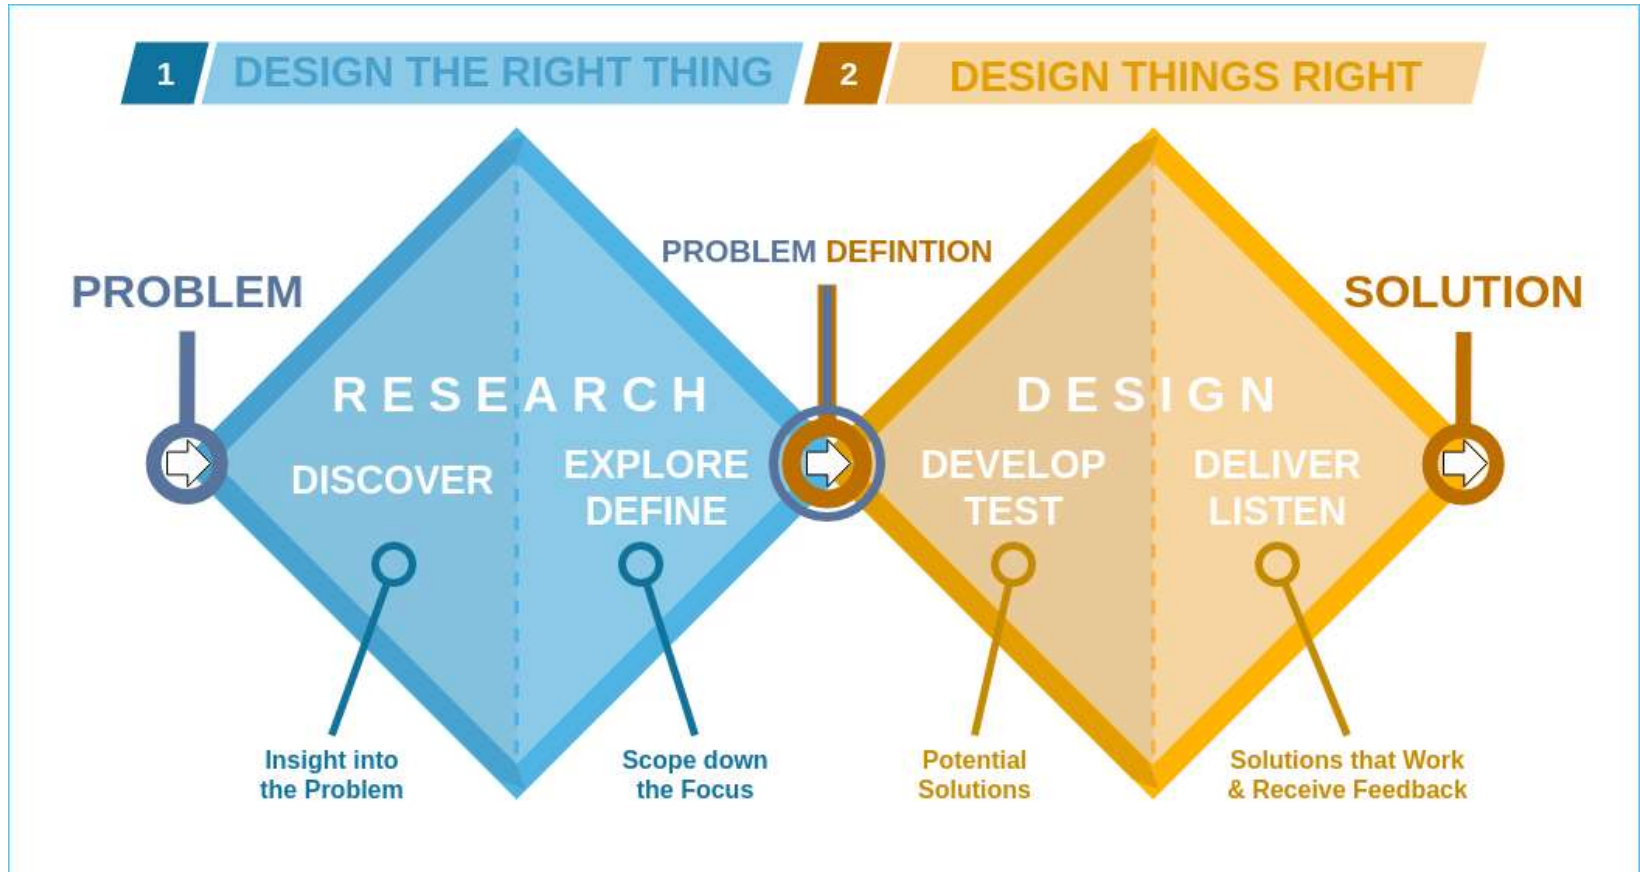 1 DESIGN THE RIGHT THING 2 DESIGN THINGS RIGHT
PROBLEM
PROBLEM DEFINTION
SOLUTION
RESEARCH
DISCOVER
EXPLORE
DEFINE
DESIGN
DEVELOP
TEST
DELIVER
LISTEN
Insight into
the Problem
Scope down
the Focus
Potential
Solutions
Solutions that Work
& Receive Feedback